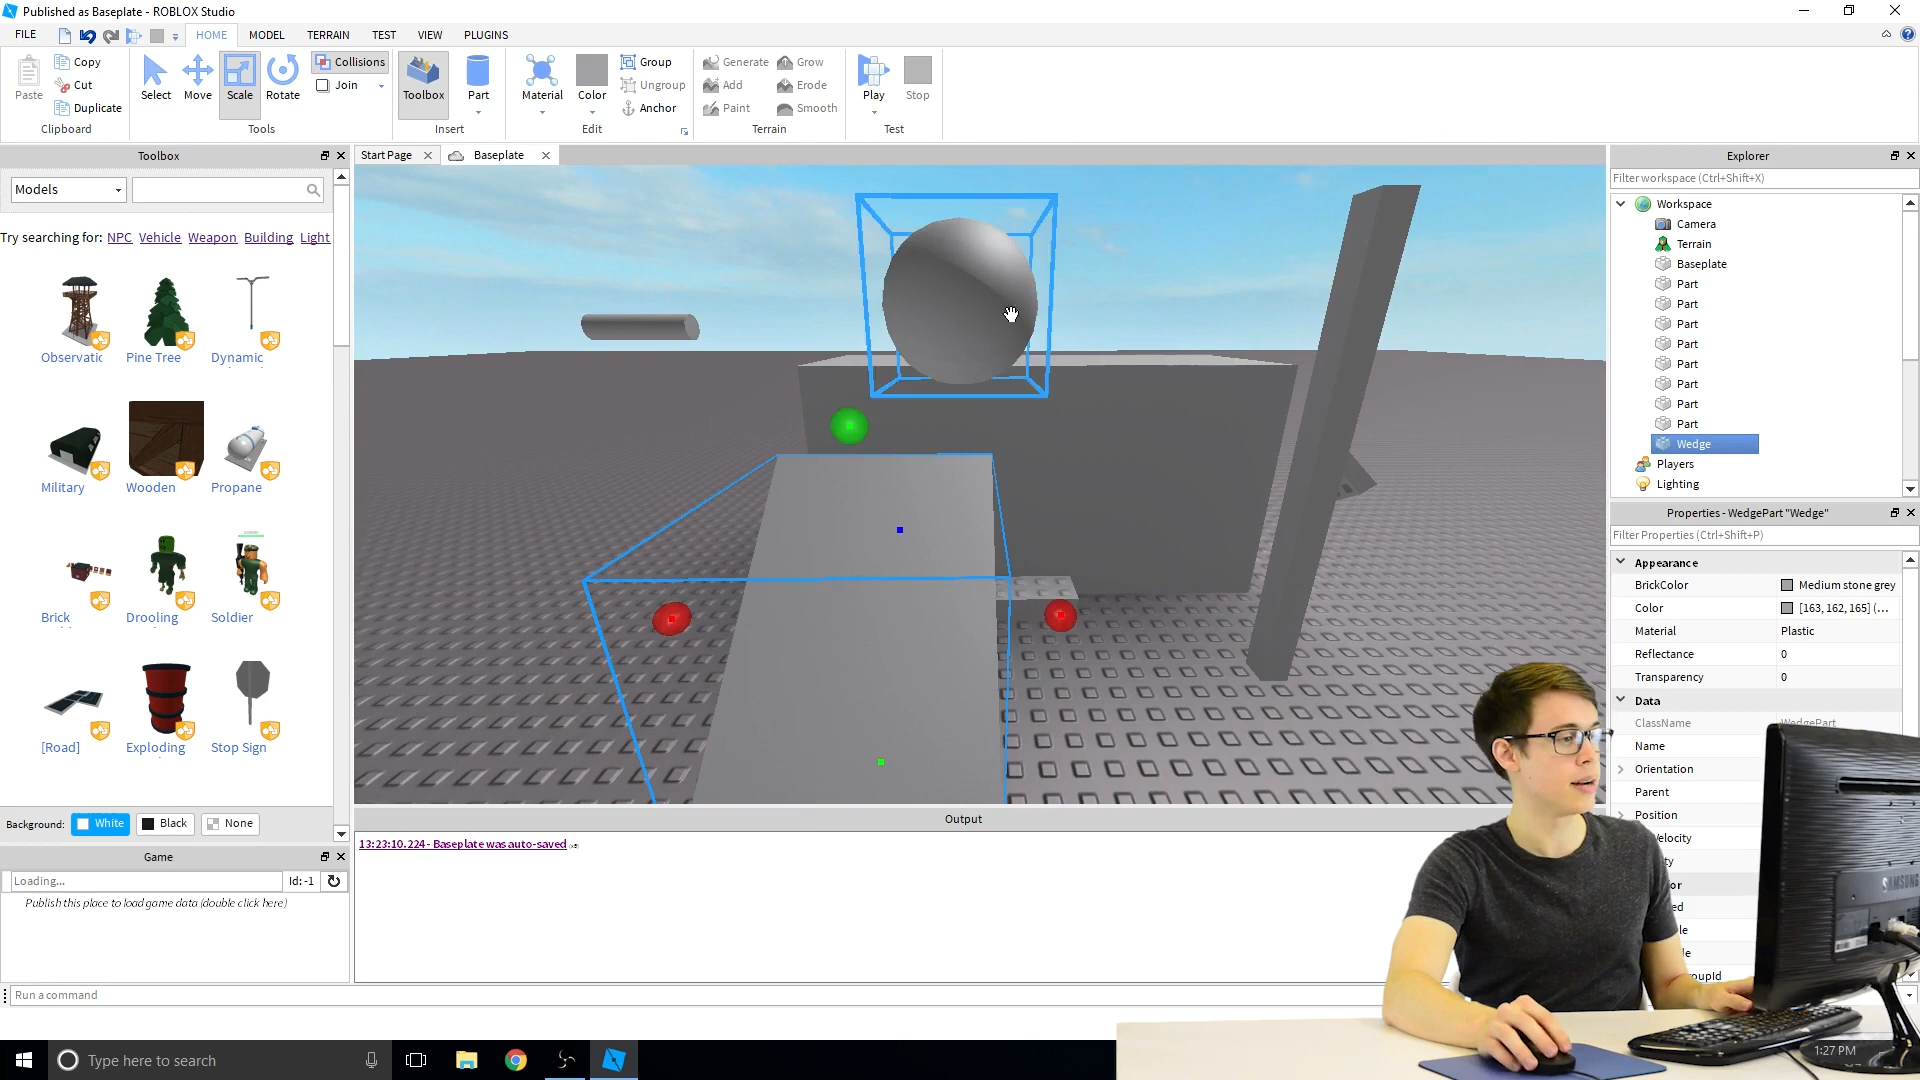 Published as Baseplate - ROBLOX Studio
FILE HOME MODEL TERRAIN TEST VIEW PLUGINS
Paste Copy Cut Duplicate Clipboard
Select Move Scale Rotate Collisions Join Tools
Toolbox Part Insert
Material Color Group Ungroup Anchor Edit
Generate Add Paint Grow Erode Smooth Terrain
Play Stop Test
Toolbox
Models
Try searching for: NPC Vehicle Weapon Building Light
Observatic Pine Tree Dynamic
Military Wooden Propane
Brick Drooling Soldier
[Road] Exploding Stop Sign
Background: White Black None
Game
Loading... Id: -1
Publish this place to load game data (double click here)
Run a command
Start Page Baseplate
Output
13:23:10.224 - Baseplate was auto-saved
Explorer
Filter workspace (Ctrl+Shift+X)
Workspace
Camera
Terrain
Baseplate
Part
Part
Part
Part
Part
Part
Part
Part
Wedge
Players
Lighting
Properties - WedgePart "Wedge"
Filter Properties (Ctrl+Shift+P)
Appearance
BrickColor Medium stone grey
Color [163, 162, 165] (...
Material Plastic
Reflectance 0
Transparency 0
Data
ClassName WedgePart
Name
Orientation
Parent
Position
elocity
ty
or
ed
le
le
oupId
SAMSUNG
Type here to search
1:27 PM